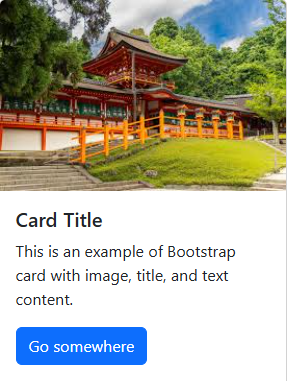 Card Title
This is an example of Bootstrap
card with image, title, and text
content.
Go somewhere